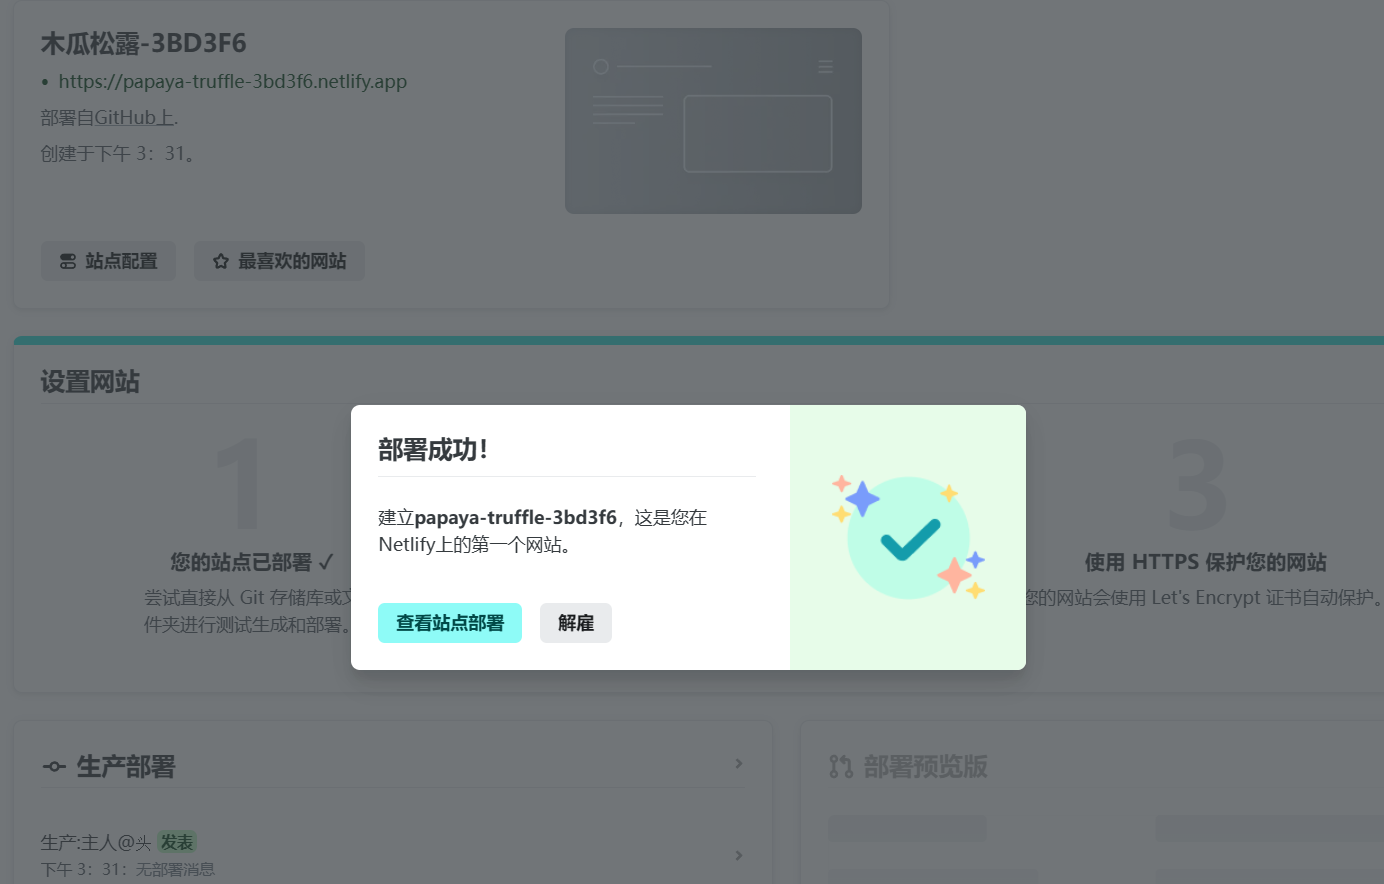 木瓜松露-3BD3F6
• https://papaya-truffle-3bd3f6.netlify.app
部署自GitHub上.
创建于下午 3：31。
站点配置
最喜欢的网站
设置网站
1
3
您的站点已部署 ✓
尝试直接从 Git 存储库或
件夹进行测试生成和部署。
使用 HTTPS 保护您的网站
您的网站会使用 Let's Encrypt 证书自动保护。
部署成功！
建立papaya-truffle-3bd3f6，这是您在
Netlify上的第一个网站。
查看站点部署
解雇
生产部署
生产:主人@头 发表
下午 3：31：无部署消息
部署预览版